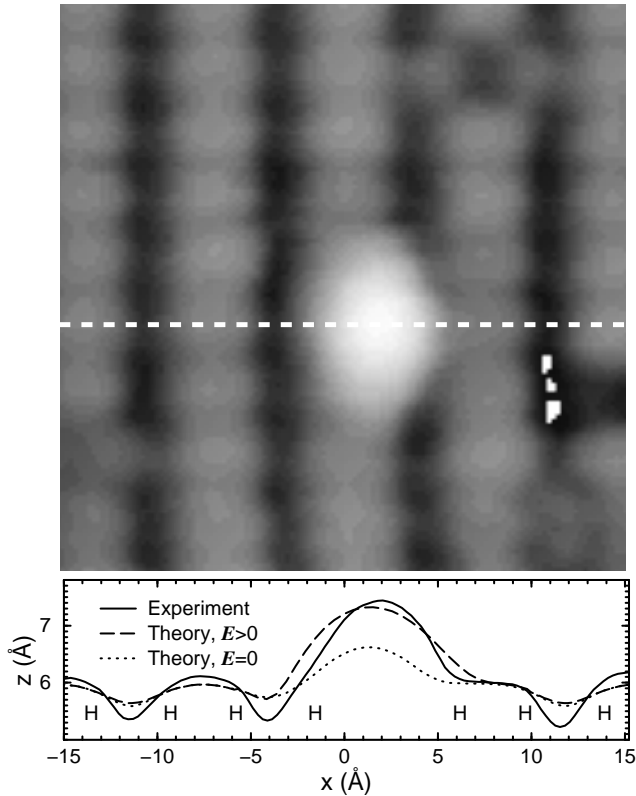 Experiment
Theory, E>0
Theory, E=0
z (Å)
7
6
H H H H H H H
−15 −10 −5 0 5 10 15
x (Å)